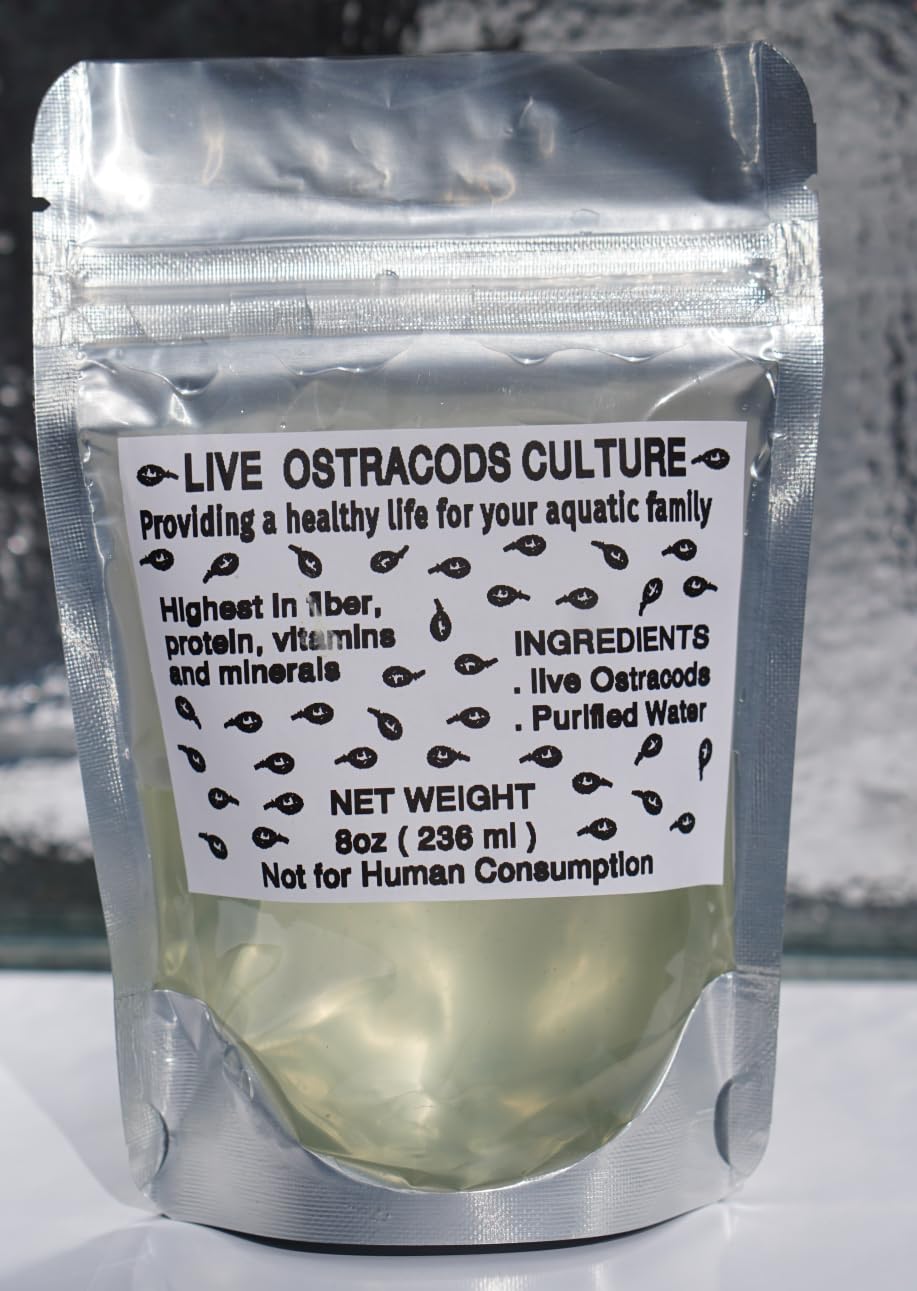 LIVE OSTRACODS CULTURE
Providing a healthy life for your aquatic family
Highest in fiber,
protein, vitamins
and minerals
INGREDIENTS
. live Ostracods
. Purified Water
NET WEIGHT
8oz ( 236 ml )
Not for Human Consumption